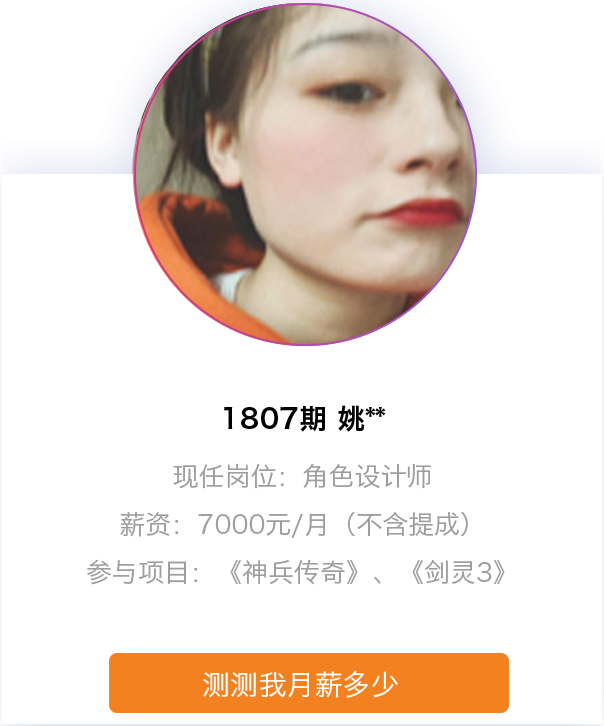 1807期 姚**
现任岗位：角色设计师
薪资：7000元/月（不含提成）
参与项目：《神兵传奇》、《剑灵3》
测测我月薪多少